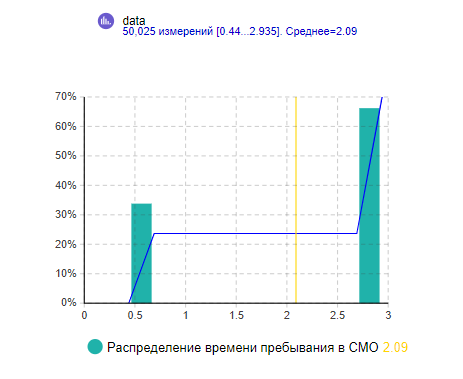 data
50,025 измерений [0.44...2.935]. Среднее=2.09
70%
60%
50%
40%
30%
20%
10%
0%
0 0.5 1 1.5 2 2.5 3
Распределение времени пребывания в СМО 2.09